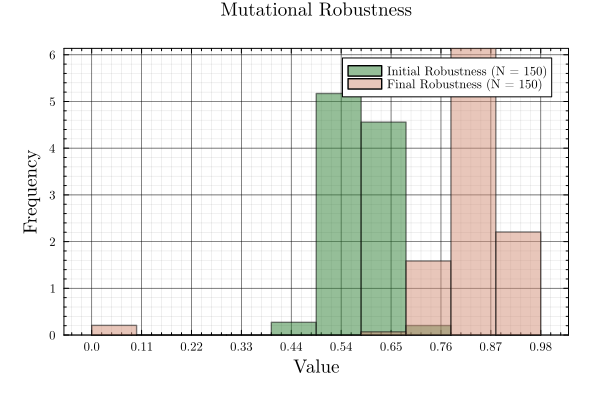 Mutational Robustness
Initial Robustness (N = 150)
Final Robustness (N = 150)
Frequency
6
5
4
3
2
1
0
0.0 0.11 0.22 0.33 0.44 0.54 0.65 0.76 0.87 0.98
Value